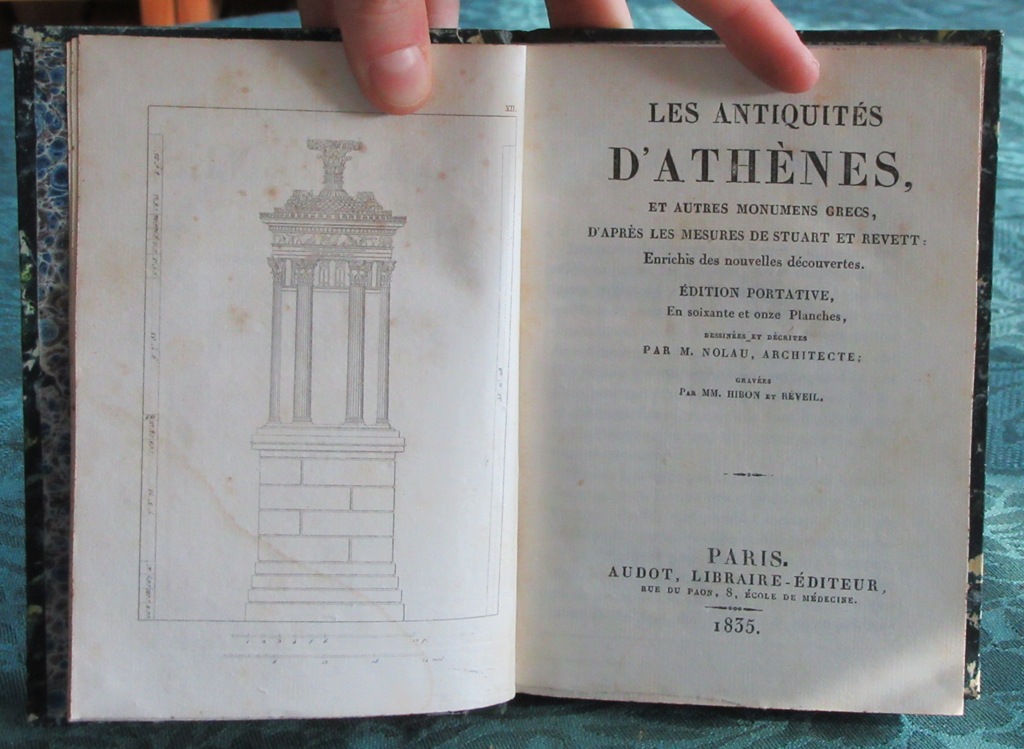 XII.
LES ANTIQUITÉS
D'ATHÈNES,
ET AUTRES MONUMENS GRECS,
D'APRÈS LES MESURES DE STUART ET REVETT:
Enrichis des nouvelles découvertes.
ÉDITION PORTATIVE,
En soixante et onze Planches,
DESSINÉES ET DÉCRITES
PAR M. NOLAU, ARCHITECTE;
GRAVÉES
PAR MM. HIBON ET RÉVEIL.
PARIS.
AUDOT, LIBRAIRE-ÉDITEUR,
RUE DU PAON, 8, ÉCOLE DE MÉDECINE.
1835.